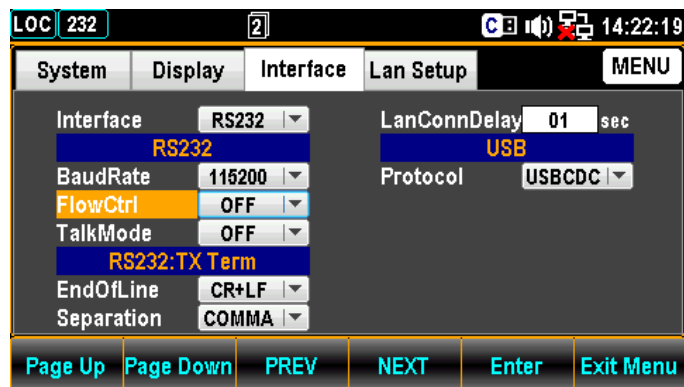 LOC 232 2 C 14:22:19
System Display Interface Lan Setup MENU
Interface RS232 LanConnDelay 01 sec
RS232 USB
BaudRate 115200 Protocol USBCDC
FlowCtrl OFF
TalkMode OFF
RS232:TX Term
EndOfLine CR+LF
Separation COMMA
Page Up Page Down PREV NEXT Enter Exit Menu